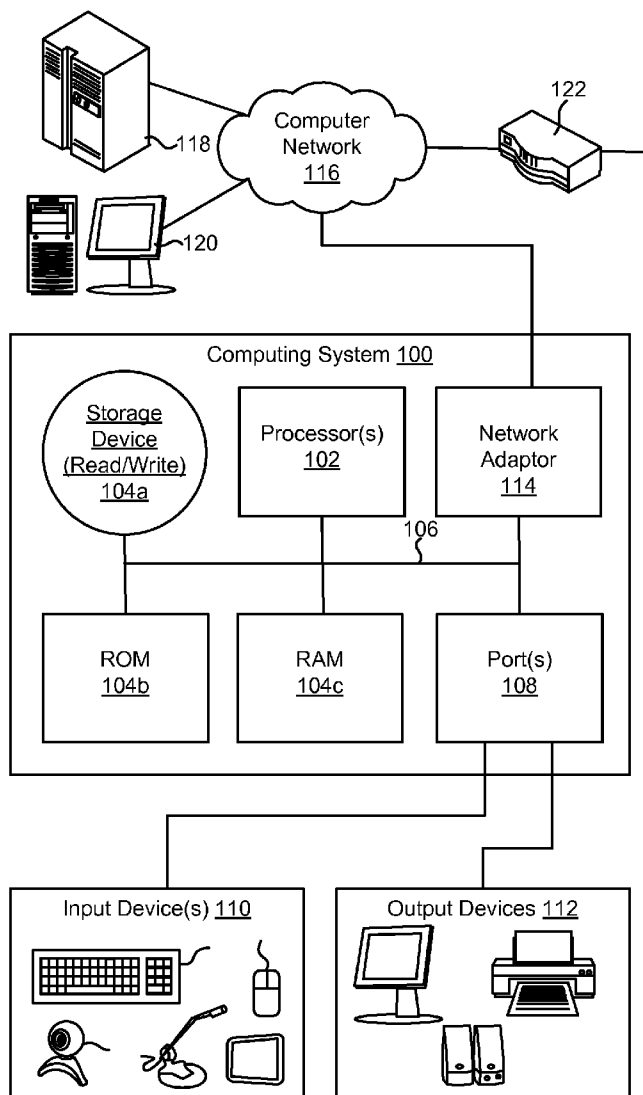 122
Computer
Network
116
118
120
Computing System 100
Storage
Device
(Read/Write)
104a
Processor(s)
102
Network
Adaptor
114
106
ROM
104b
RAM
104c
Port(s)
108
Input Device(s) 110
Output Devices 112